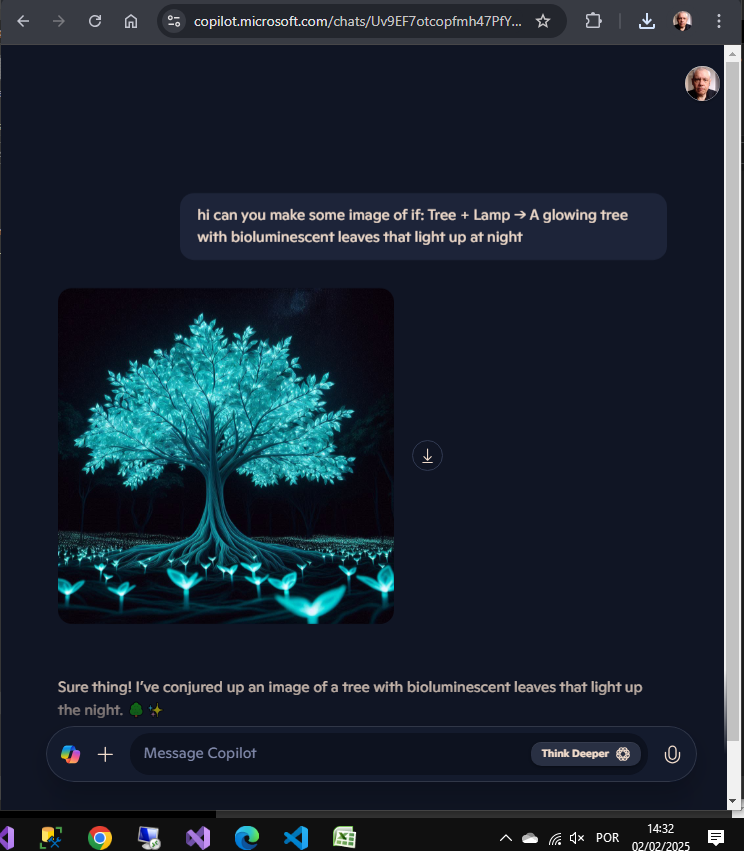 copilot.microsoft.com/chats/Uv9EF7otcopfmh47PfY...
hi can you make some image of if: Tree + Lamp → A glowing tree
with bioluminescent leaves that light up at night
Sure thing! I've conjured up an image of a tree with bioluminescent leaves that light up
the night. 🌳 ✨
Message Copilot
Think Deeper
POR
14:32
02/02/2025